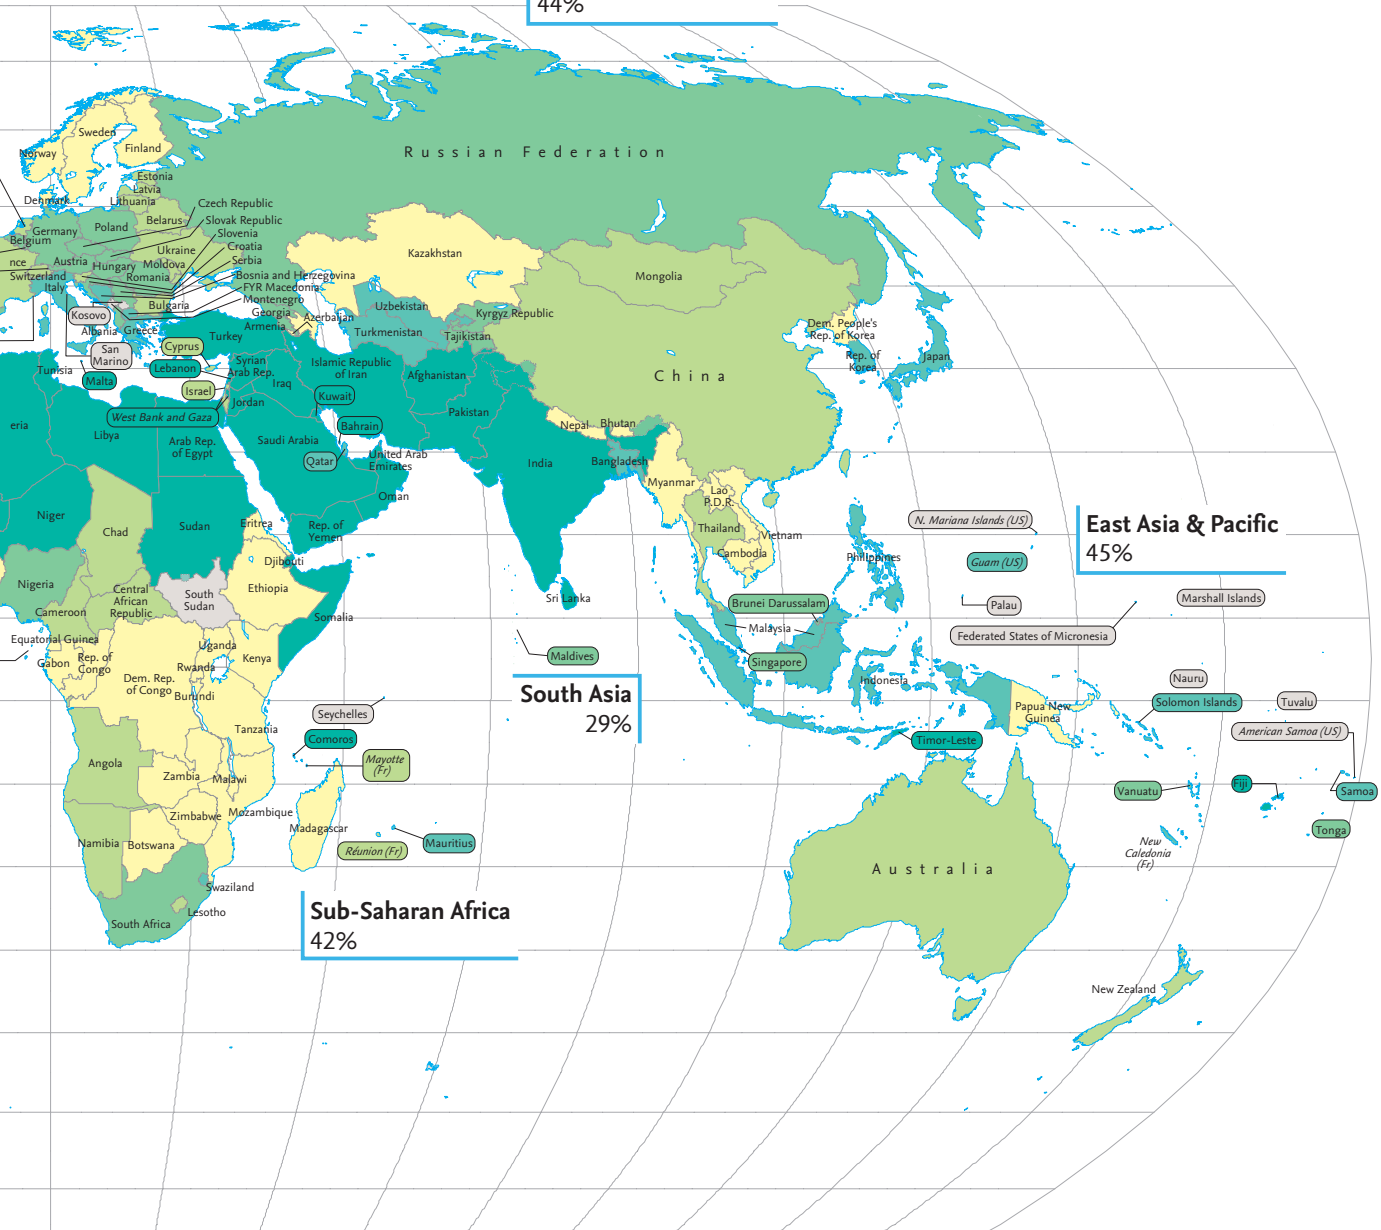 44%
Russian Federation
Sweden
Norway
Finland
Estonia
Latvia
Denmark
Lithuania
Czech Republic
Slovak Republic
Slovenia
Croatia
Serbia
Bosnia and Herzegovina
FYR Macedonia
Montenegro
Belarus
Poland
Germany
Belgium
Ukraine
nce
Austria
Hungary
Moldova
Romania
Switzerland
Italy
Bulgaria
Georgia
Armenia
Azerbaijan
Kosovo
Albania
Greece
Turkey
San
Marino
Cyprus
Lebanon
Tunisia
Malta
Israel
West Bank and Gaza
Syrian
Arab Rep.
Iraq
Jordan
Kazakhstan
Mongolia
Uzbekistan
Turkmenistan
Kyrgyz Republic
Tajikistan
Islamic Republic
of Iran
Afghanistan
Kuwait
Pakistan
Bahrain
Qatar
Saudi Arabia
United Arab
Emirates
Oman
Rep. of
Yemen
China
Dem. People's
Rep. of Korea
Rep. of
Korea
Japan
Nepal
Bhutan
India
Bangladesh
Myanmar
Lao
P.D.R.
Thailand
Vietnam
Cambodia
Sri Lanka
Philippines
eria
Libya
Arab Rep.
of Egypt
Niger
Chad
Sudan
Eritrea
Djibouti
Ethiopia
Nigeria
Central
African
Republic
South
Sudan
Cameroon
Somalia
Equatorial Guinea
Gabon
Rep. of
Congo
Uganda
Kenya
Rwanda
Dem. Rep.
of Congo
Burundi
Tanzania
Seychelles
Comoros
Mayotte
(Fr)
Angola
Zambia
Malawi
Mozambique
Zimbabwe
Madagascar
Namibia
Botswana
Réunion (Fr)
Mauritius
Swaziland
Lesotho
South Africa
Sub-Saharan Africa
42%
Maldives
South Asia
29%
N. Mariana Islands (US)
Guam (US)
East Asia & Pacific
45%
Palau
Marshall Islands
Federated States of Micronesia
Brunei Darussalam
Malaysia
Singapore
Indonesia
Nauru
Solomon Islands
Tuvalu
Papua New
Guinea
American Samoa (US)
Timor-Leste
Vanuatu
Fiji
Samoa
Tonga
New
Caledonia
(Fr)
Australia
New Zealand